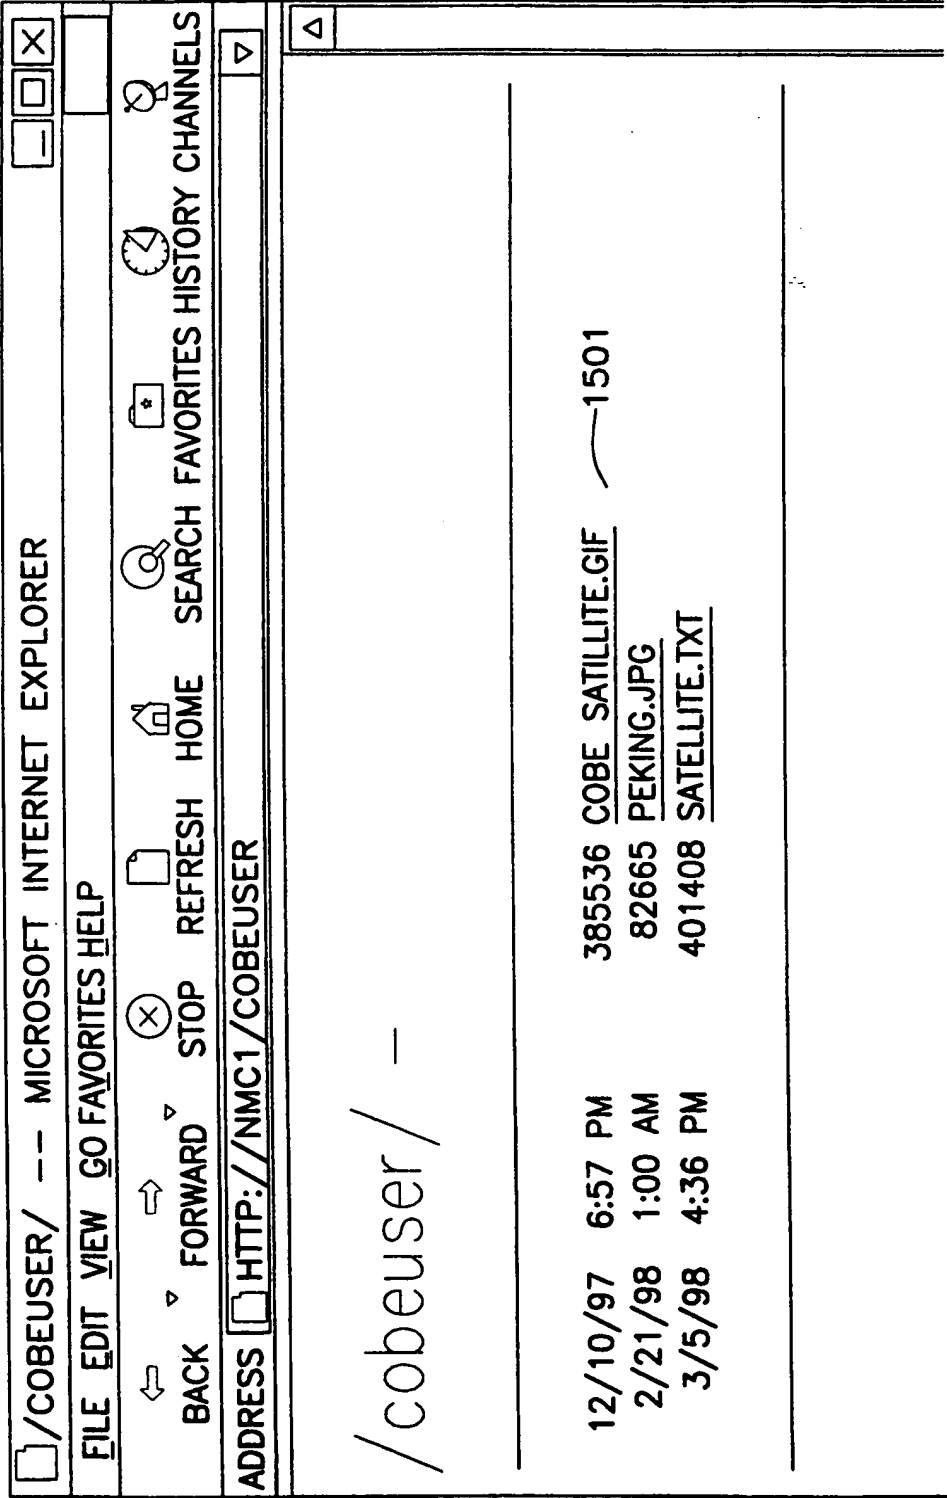 /COBEUSER/ -- MICROSOFT INTERNET EXPLORER
FILE EDIT VIEW GO FAVORITES HELP
BACK FORWARD STOP REFRESH HOME SEARCH FAVORITES HISTORY CHANNELS
ADDRESS HTTP://NMC1/COBEUSER
/cobeuser/ -
12/10/97 6:57 PM 385536 COBE SATILLITE.GIF 1501
2/21/98 1:00 AM 82665 PEKING.JPG
3/5/98 4:36 PM 401408 SATELLITE.TXT